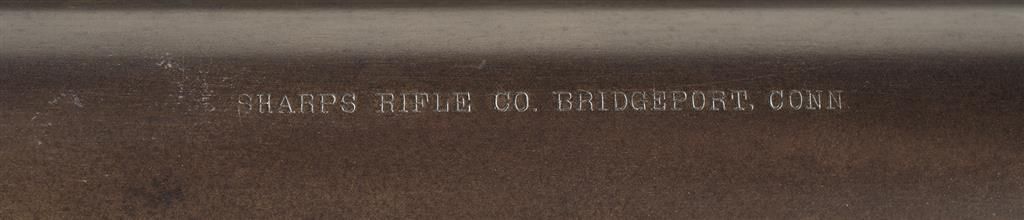 SHARPS RIFLE CO. BRIDGEPORT, CONN